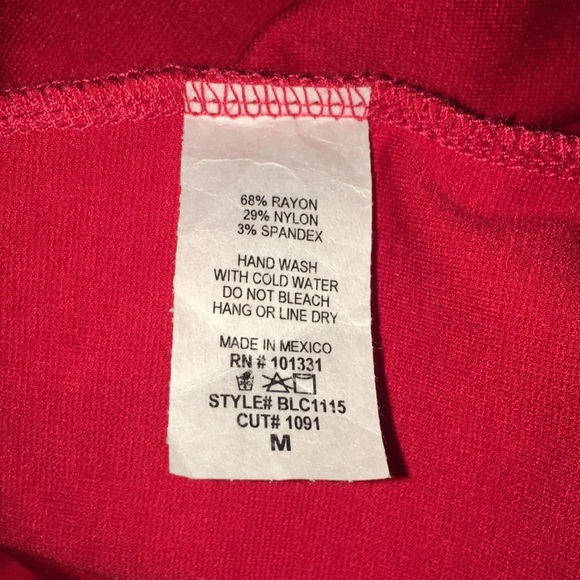 68% RAYON
29% NYLON
3% SPANDEX
HAND WASH
WITH COLD WATER
DO NOT BLEACH
HANG OR LINE DRY
MADE IN MEXICO
RN # 101331
STYLE# BLC1115
CUT# 1091
M